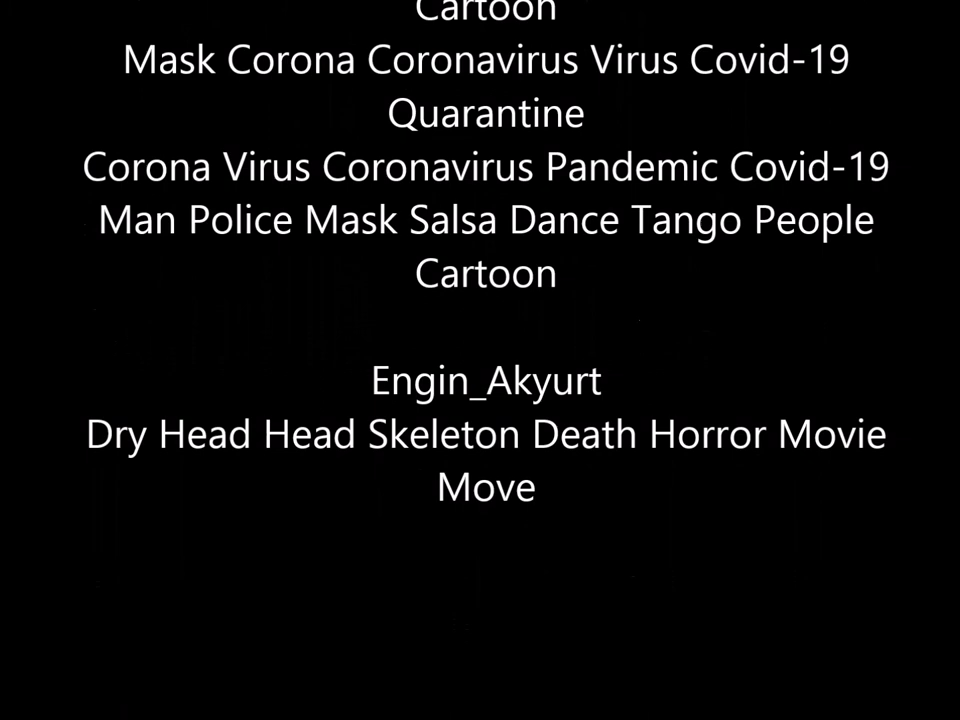 Cartoon
Mask Corona Coronavirus Virus Covid-19
Quarantine
Corona Virus Coronavirus Pandemic Covid-19
Man Police Mask Salsa Dance Tango People
Cartoon
Engin_Akyurt
Dry Head Head Skeleton Death Horror Movie
Move